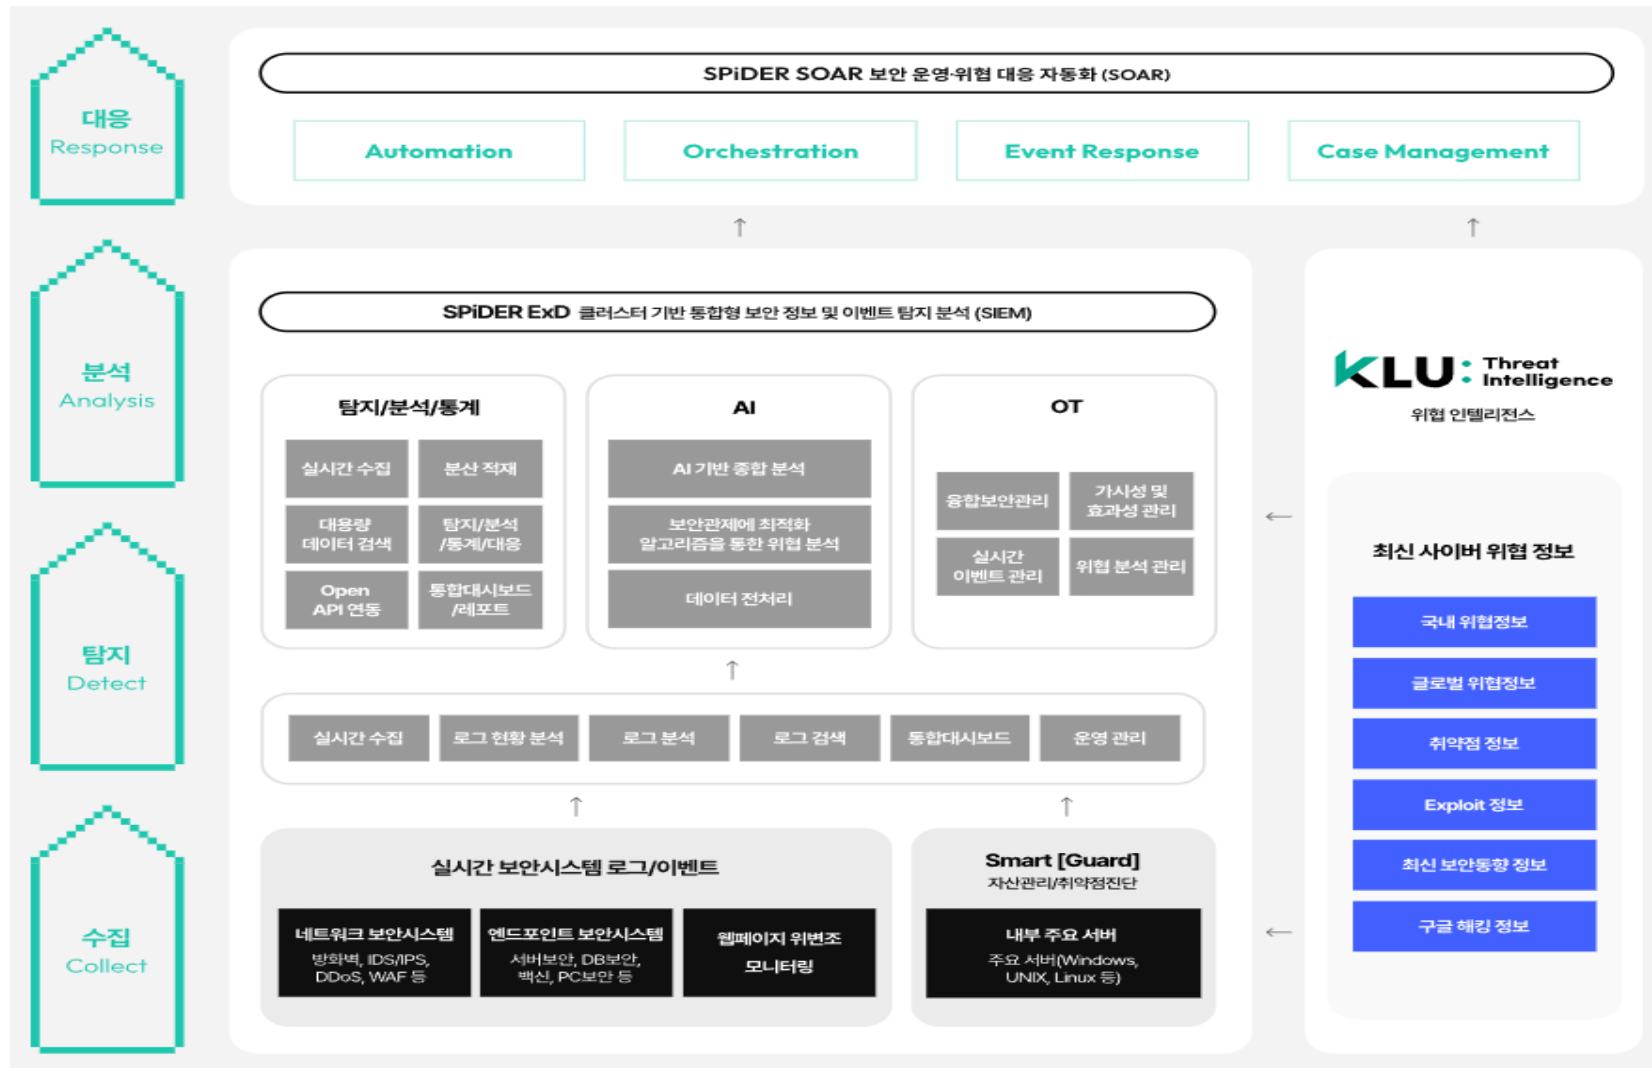 대응
Response
SPiDER SOAR 보안 운영·위협 대응 자동화 (SOAR)
Automation
Orchestration
Event Response
Case Management
분석
Analysis
탐지
Detect
수집
Collect
SPiDER ExD 클러스터 기반 통합형 보안 정보 및 이벤트 탐지 분석 (SIEM)
탐지/분석/통계
실시간 수집
분산 적재
대용량
데이터 검색
탐지/분석
/통계/대응
Open
API 연동
통합대시보드
/레포트
AI
AI 기반 종합 분석
보안관제에 최적화
알고리즘을 통한 위협 분석
데이터 전처리
OT
융합보안관리
가시성 및
효과성 관리
실시간
이벤트 관리
위협 분석 관리
실시간 수집
로그 현황 분석
로그 분석
로그 검색
통합대시보드
운영 관리
실시간 보안시스템 로그/이벤트
네트워크 보안시스템
방화벽, IDS/IPS,
DDoS, WAF 등
엔드포인트 보안시스템
서버보안, DB보안,
백신, PC보안 등
웹페이지 위변조
모니터링
Smart [Guard]
자산관리/취약점진단
내부 주요 서버
주요 서버(Windows,
UNIX, Linux 등)
KLU: Threat
Intelligence
위협 인텔리전스
최신 사이버 위협 정보
국내 위협정보
글로벌 위협정보
취약점 정보
Exploit 정보
최신 보안동향 정보
구글 해킹 정보